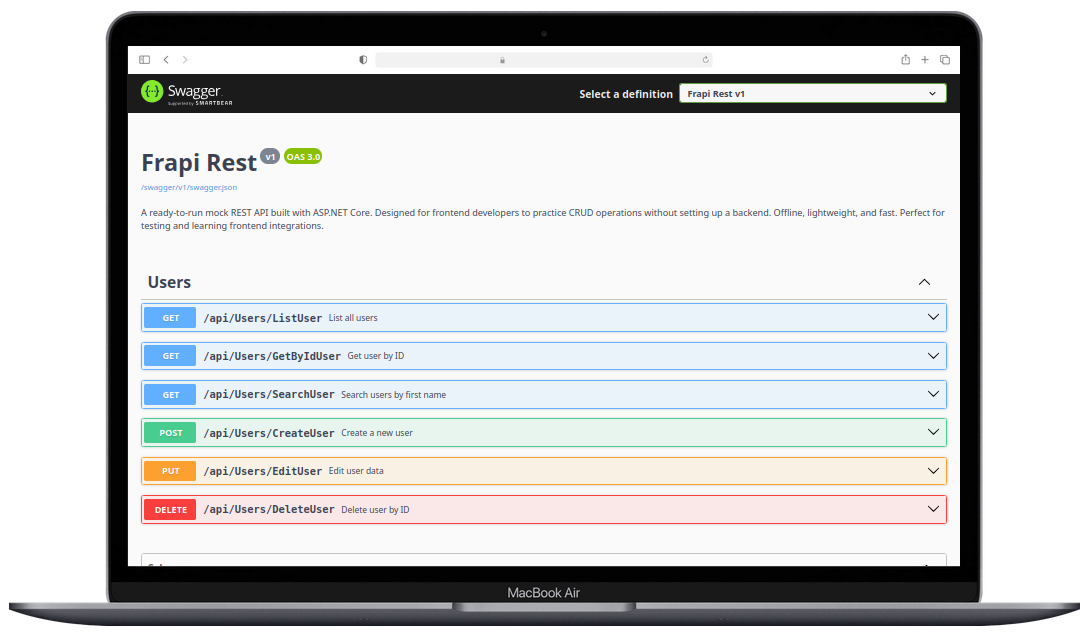 Swagger
Supported by SMARTBEAR
Select a definition
Frapi Rest v1
Frapi Rest v1 OAS 3.0
/swagger/v1/swagger.json
A ready-to-run mock REST API built with ASP.NET Core. Designed for frontend developers to practice CRUD operations without setting up a backend. Offline, lightweight, and fast. Perfect for
testing and learning frontend integrations.
Users
GET /api/Users/ListUser List all users
GET /api/Users/GetByIdUser Get user by ID
GET /api/Users/SearchUser Search users by first name
POST /api/Users/CreateUser Create a new user
PUT /api/Users/EditUser Edit user data
DELETE /api/Users/DeleteUser Delete user by ID
MacBook Air